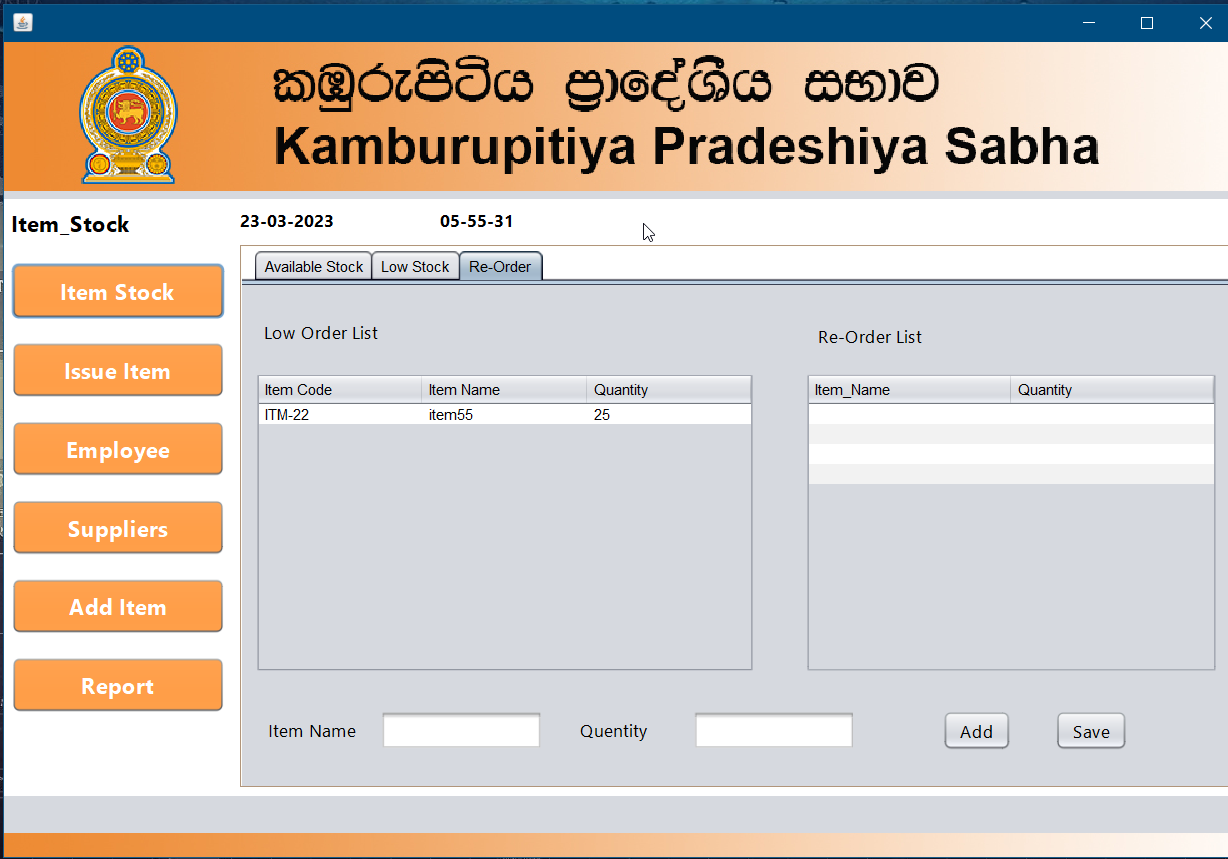 කඹුරුපිටිය ප්‍රාදේශීය සභාව
Kamburupitiya Pradeshiya Sabha
Item_Stock
23-03-2023 05-55-31
Item Stock
Issue Item
Employee
Suppliers
Add Item
Report
Available Stock Low Stock Re-Order
Low Order List
Item Code Item Name Quantity
ITM-22 item55 25
Re-Order List
Item_Name Quantity
Item Name Quentity Add Save